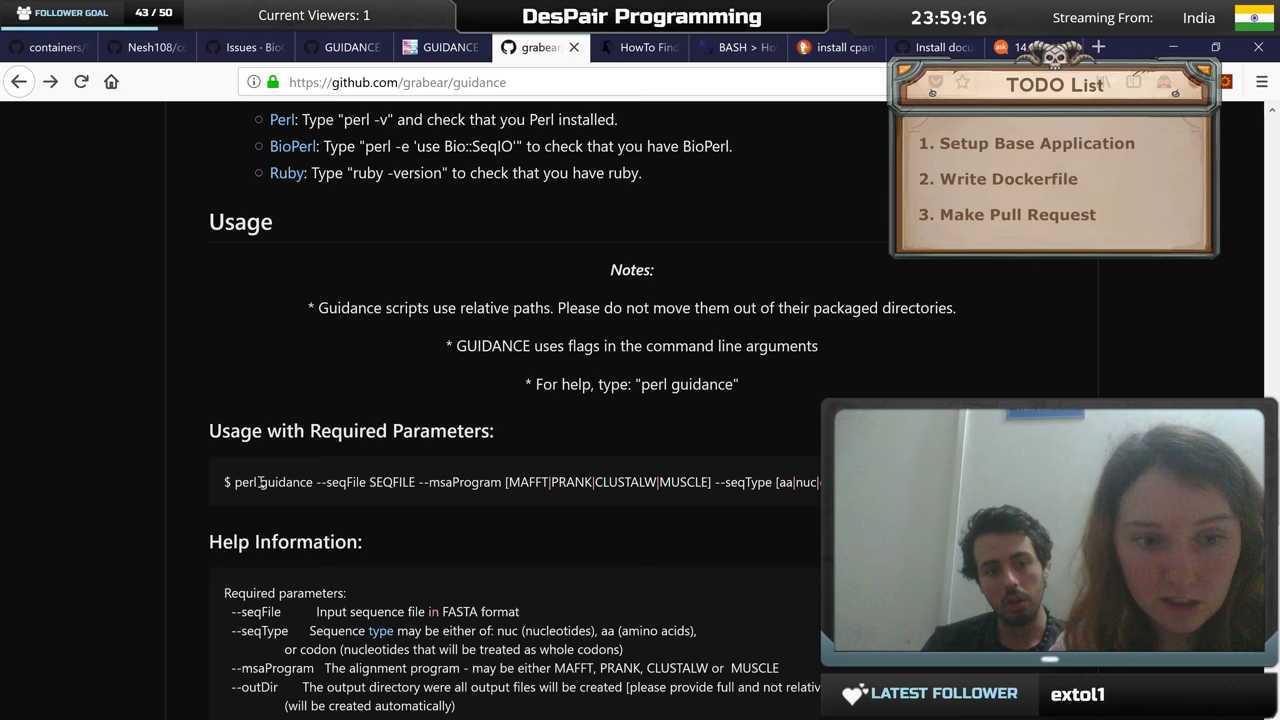 FOLLOWER GOAL
43 / 50
Current Viewers: 1
DesPair Programming
23:59:16
Streaming From:
India
containers/
Nesh108/co
Issues · Bio
GUIDANCE
GUIDANCE
grabear
HowTo Find
BASH > Ho
install cpan
Install docu
14.
https://github.com/grabear/guidance
TODO List
1. Setup Base Application
2. Write Dockerfile
3. Make Pull Request
Perl: Type "perl -v" and check that you Perl installed.
BioPerl: Type "perl -e 'use Bio::SeqIO'" to check that you have BioPerl.
Ruby: Type "ruby -version" to check that you have ruby.
Usage
Notes:
* Guidance scripts use relative paths. Please do not move them out of their packaged directories.
* GUIDANCE uses flags in the command line arguments
* For help, type: "perl guidance"
Usage with Required Parameters:
$ perl guidance --seqFile SEQFILE --msaProgram [MAFFT|PRANK|CLUSTALW|MUSCLE] --seqType [aa|nuc|
Help Information:
Required parameters:
--seqFile Input sequence file in FASTA format
--seqType Sequence type may be either of: nuc (nucleotides), aa (amino acids),
or codon (nucleotides that will be treated as whole codons)
--msaProgram The alignment program - may be either MAFFT, PRANK, CLUSTALW or MUSCLE
--outDir The output directory were all output files will be created [please provide full and not relativ
(will be created automatically)
LATEST FOLLOWER
extol1